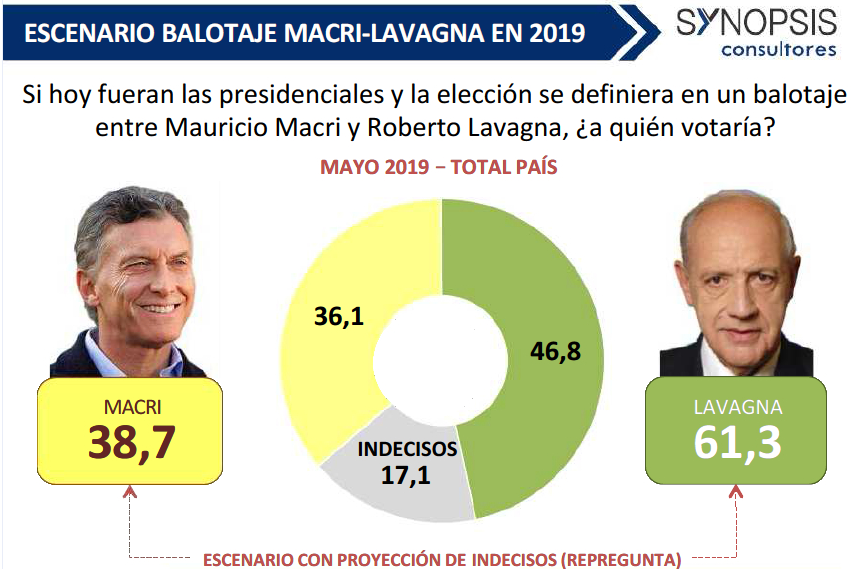 ESCENARIO BALOTAJE MACRI-LAVAGNA EN 2019
SYNOPSIS
consultores
Si hoy fueran las presidenciales y la elección se definiera en un balotaje
entre Mauricio Macri y Roberto Lavagna, ¿a quién votaría?
MAYO 2019 – TOTAL PAÍS
36,1
46,8
INDECISOS
17,1
MACRI
38,7
LAVAGNA
61,3
ESCENARIO CON PROYECCIÓN DE INDECISOS (REPREGUNTA)